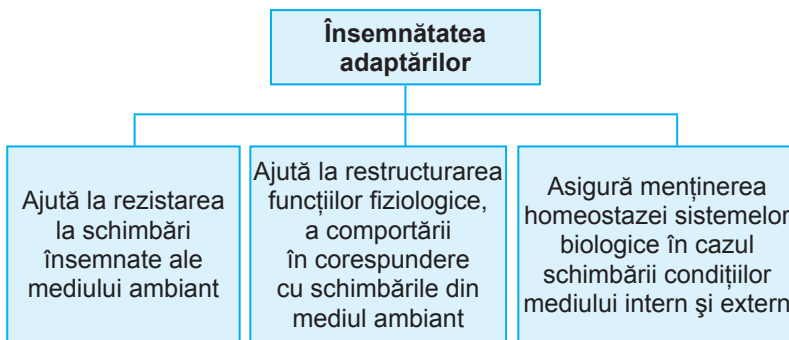 Însemnătatea
adaptărilor
Ajută la rezistarea
la schimbări
însemnate ale
mediului ambiant
Ajută la restructurarea
funcțiilor fiziologice,
a comportării
în corespundere
cu schimbările din
mediul ambiant
Asigură menținerea
homeostazei sistemelor
biologice în cazul
schimbării condițiilor
mediului intern şi extern